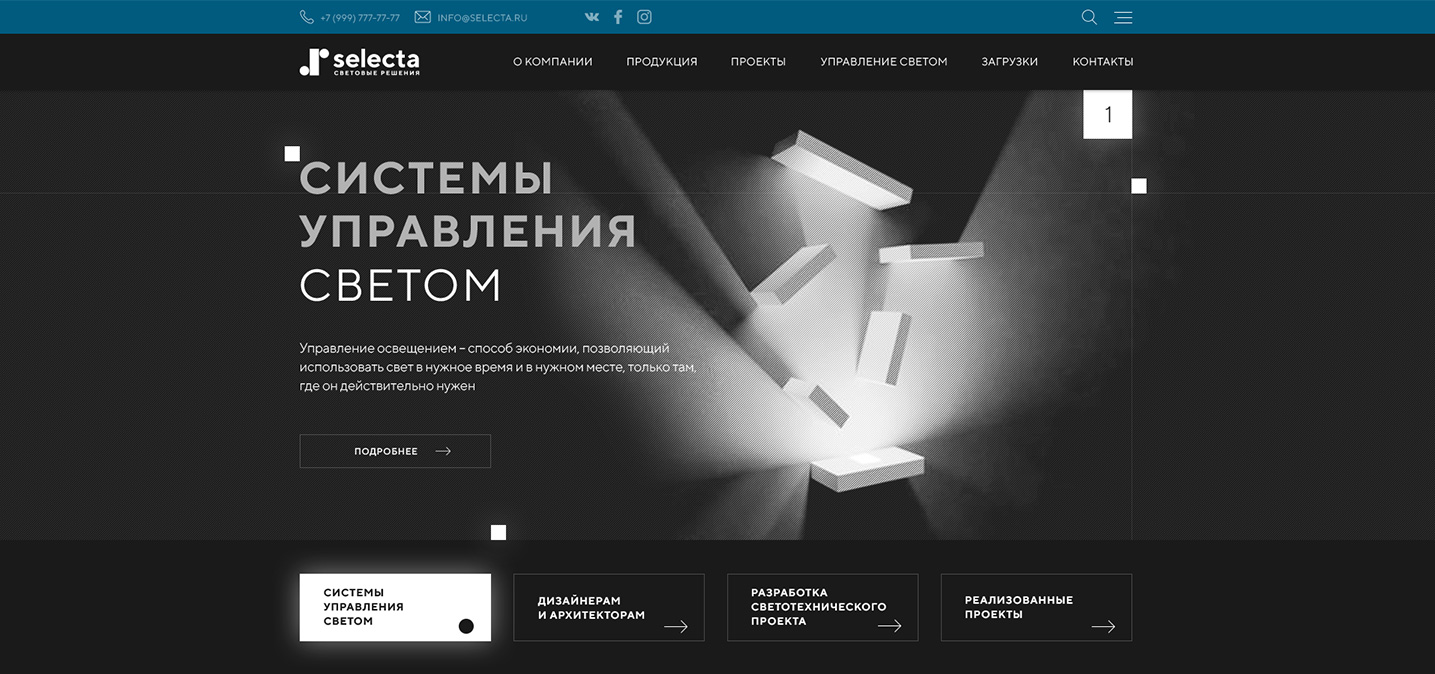 +7 (999) 777-77-77 INFO@SELECTA.RU
selecta
СВЕТОВЫЕ РЕШЕНИЯ
О КОМПАНИИ ПРОДУКЦИЯ ПРОЕКТЫ УПРАВЛЕНИЕ СВЕТОМ ЗАГРУЗКИ КОНТАКТЫ
1
СИСТЕМЫ
УПРАВЛЕНИЯ
СВЕТОМ
Управление освещением – способ экономии, позволяющий
использовать свет в нужное время и в нужном месте, только там,
где он действительно нужен
ПОДРОБНЕЕ
СИСТЕМЫ
УПРАВЛЕНИЯ
СВЕТОМ
ДИЗАЙНЕРАМ
И АРХИТЕКТОРАМ
РАЗРАБОТКА
СВЕТОТЕХНИЧЕСКОГО
ПРОЕКТА
РЕАЛИЗОВАННЫЕ
ПРОЕКТЫ